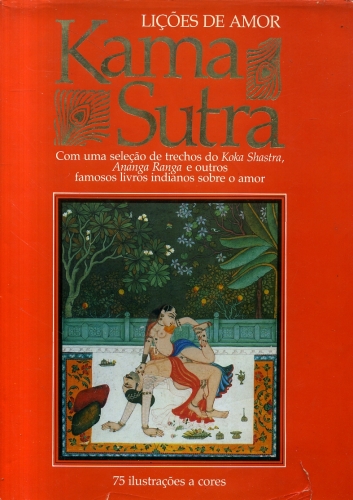 LIÇÕES DE AMOR
Kama
Sutra
Com uma seleção de trechos do Koka Shastra,
Ananga Ranga e outros
famosos livros indianos sobre o amor
75 ilustrações a cores